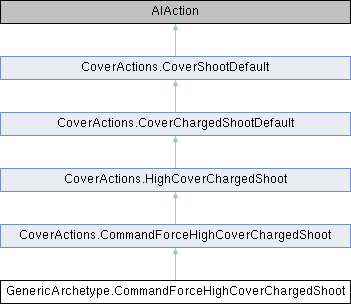 AIAction
CoverActions.CoverShootDefault
CoverActions.CoverChargedShootDefault
CoverActions.HighCoverChargedShoot
CoverActions.CommandForceHighCoverChargedShoot
GenericArchetype.CommandForceHighCoverChargedShoot